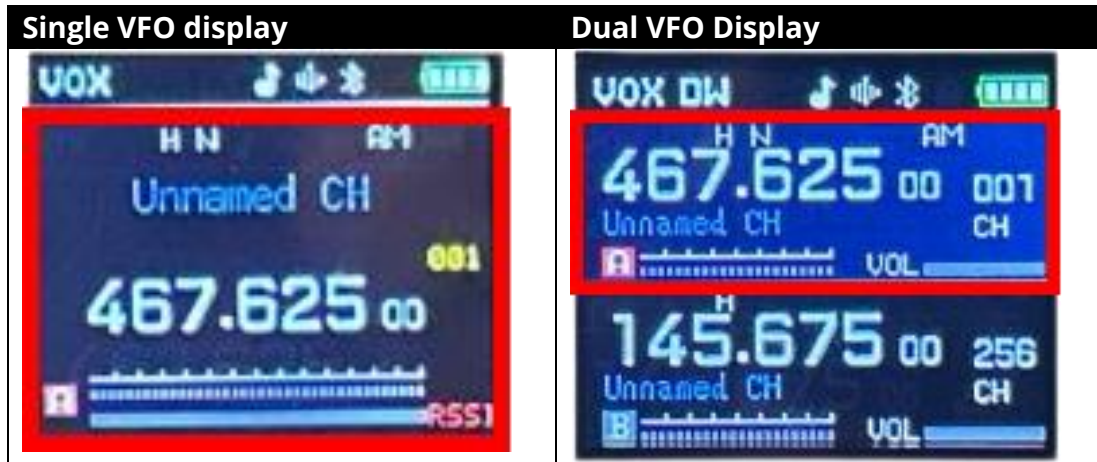 Single VFO display
Dual VFO Display
VOX
H N AM
Unnamed CH
001
467.625 00
A
RSSI
VOX DW
H N AM
467.625 00 001
Unnamed CH CH
A VOL
H
145.675 00 256
Unnamed CH CH
B VOL